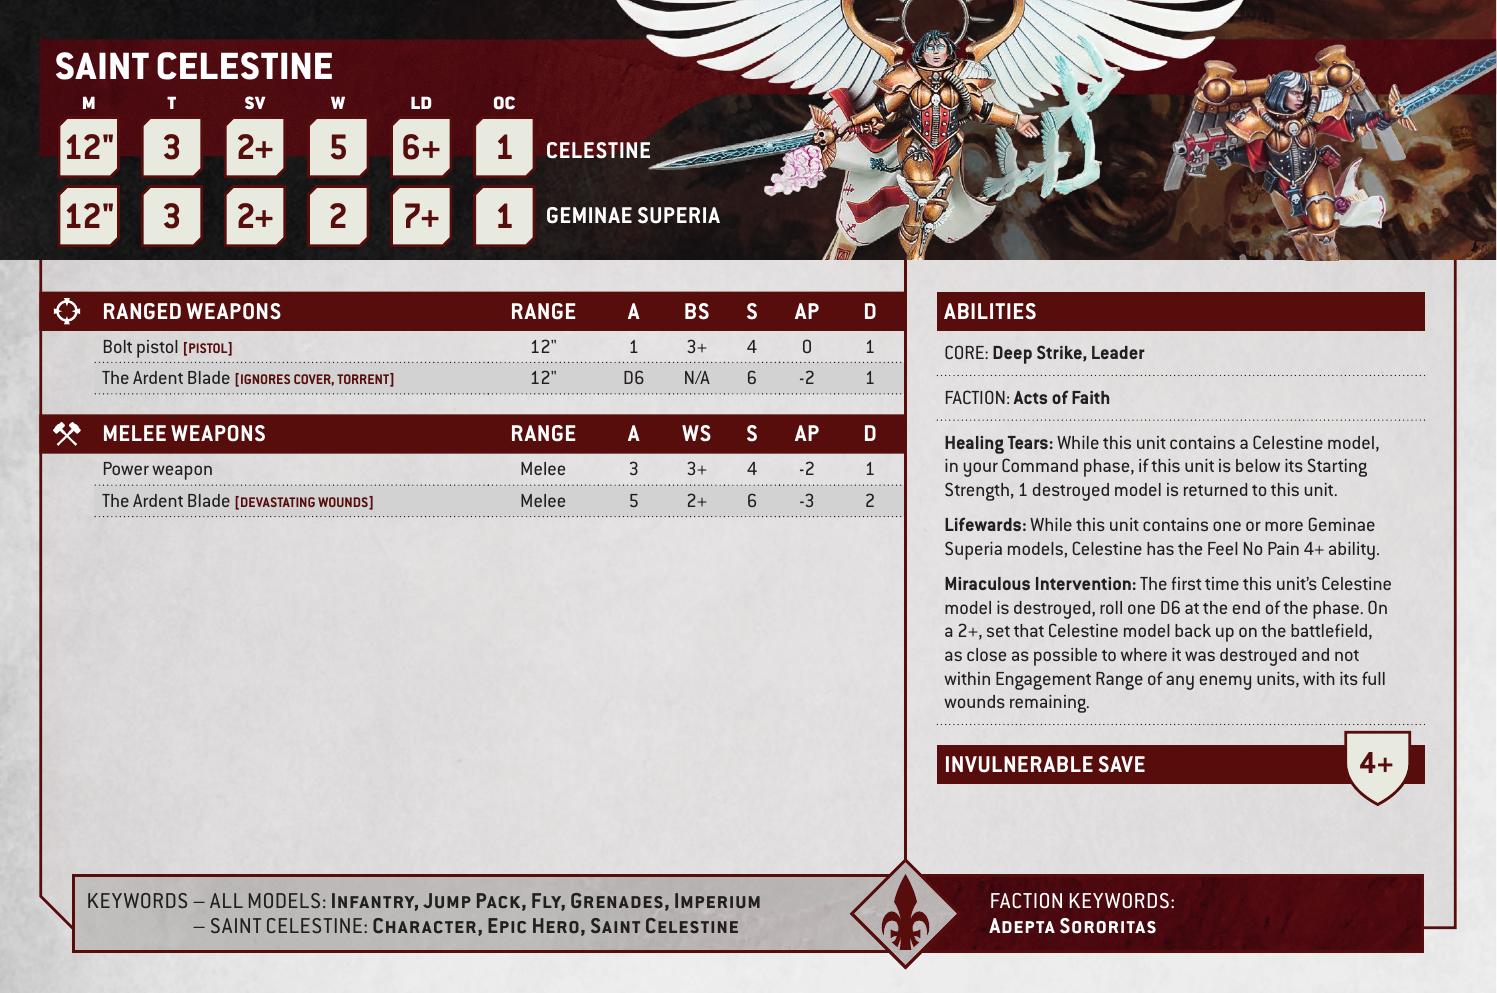 SAINT CELESTINE
M T SV W LD OC
12" 3 2+ 5 6+ 1 CELESTINE
12" 3 2+ 2 7+ 1 GEMINAE SUPERIA
RANGED WEAPONS RANGE A BS S AP D
Bolt pistol [PISTOL] 12" 1 3+ 4 0 1
The Ardent Blade [IGNORES COVER, TORRENT] 12" D6 N/A 6 -2 1
MELEE WEAPONS RANGE A WS S AP D
Power weapon Melee 3 3+ 4 -2 1
The Ardent Blade [DEVASTATING WOUNDS] Melee 5 2+ 6 -3 2
ABILITIES
CORE: Deep Strike, Leader
FACTION: Acts of Faith
Healing Tears: While this unit contains a Celestine model,
in your Command phase, if this unit is below its Starting
Strength, 1 destroyed model is returned to this unit.
Lifewards: While this unit contains one or more Geminae
Superia models, Celestine has the Feel No Pain 4+ ability.
Miraculous Intervention: The first time this unit's Celestine
model is destroyed, roll one D6 at the end of the phase. On
a 2+, set that Celestine model back up on the battlefield,
as close as possible to where it was destroyed and not
within Engagement Range of any enemy units, with its full
wounds remaining.
INVULNERABLE SAVE 4+
KEYWORDS – ALL MODELS: INFANTRY, JUMP PACK, FLY, GRENADES, IMPERIUM
– SAINT CELESTINE: CHARACTER, EPIC HERO, SAINT CELESTINE
FACTION KEYWORDS:
ADEPTA SORORITAS